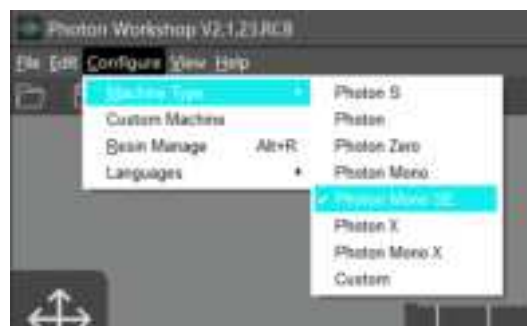 Photon Workshop V2.1.23.RC8
File Edit Configure View Help
Machine Type
Custom Machine
Resin Manage Alt+R
Languages
Photon S
Photon
Photon Zero
Photon Mono
Photon Mono SE
Photon X
Photon Mono X
Custom